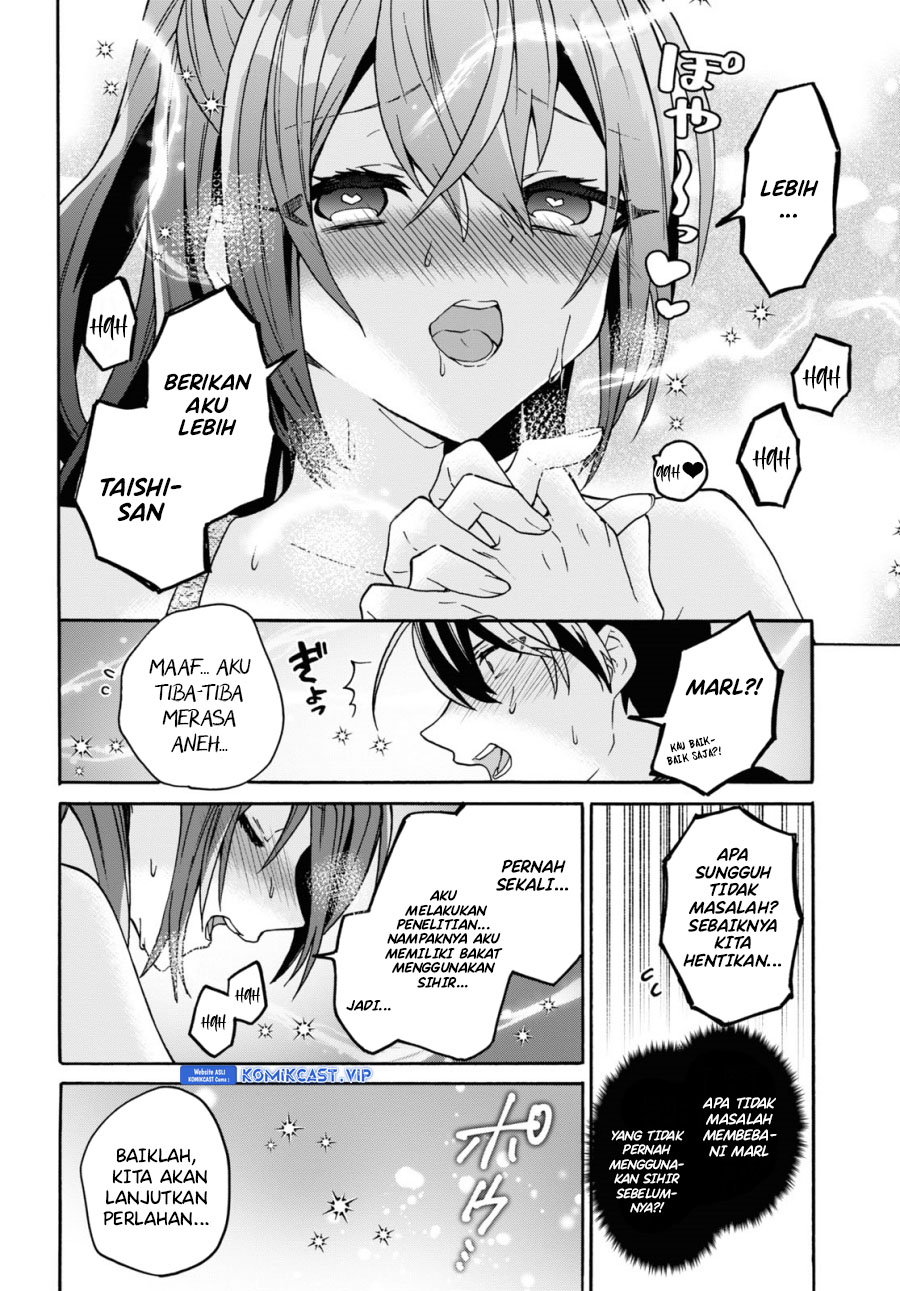 LEBIH
...
ぽや〜っ
HAH
HAH
HAH
AAH♥
BERIKAN
AKU
LEBIH
TAISHI-
SAN
MARL?!
KAU BAIK-
BAIK SAJA?!
ぎょっ
MAAF... AKU
TIBA-TIBA
MERASA
ANEH...
APA
SUNGGUH
TIDAK
MASALAH?
SEBAIKNYA
KITA
HENTIKAN...
APA TIDAK
MASALAH
MEMBEBA-
NI MARL
YANG TIDAK
PERNAH
MENGGUNA-
KAN SIHIR
SEBELUM-
NYA?!
PERNAH
SEKALI...
AKU
MELAKUKAN
PENELITIAN...
NAMPAKNYA AKU
MEMILIKI BAKAT
MENGGUNAKAN
SIHIR...
JADI...
HAH
HAH
Website ASLI
KOMIKCAST Cuma :
KOMIKCAST.VIP
ポウ...
BAIKLAH,
KITA AKAN
LANJUTKAN
PERLAHAN...